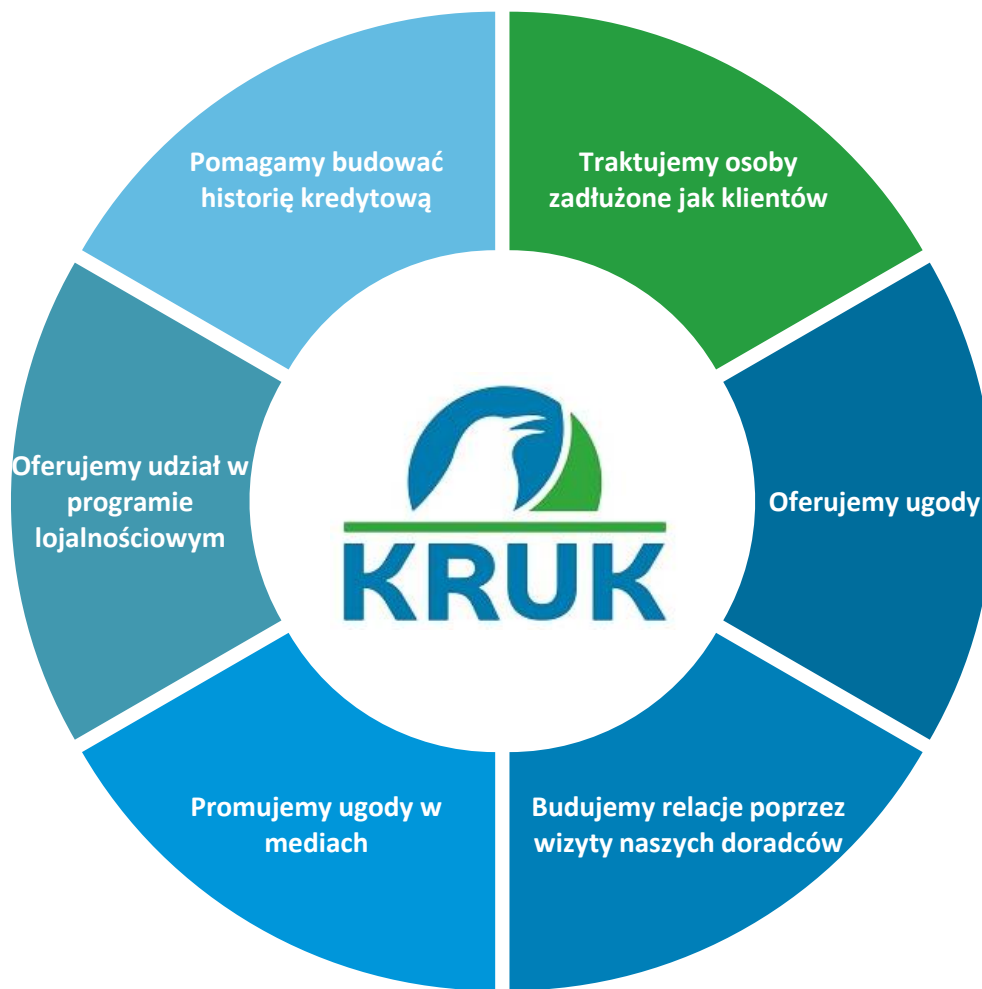 Pomagamy budować
historię kredytową
Traktujemy osoby
zadłużone jak klientów
Oferujemy udział w
programie
lojalnościowym
KRUK
Oferujemy ugody
Promujemy ugody w
mediach
Budujemy relacje poprzez
wizyty naszych doradców